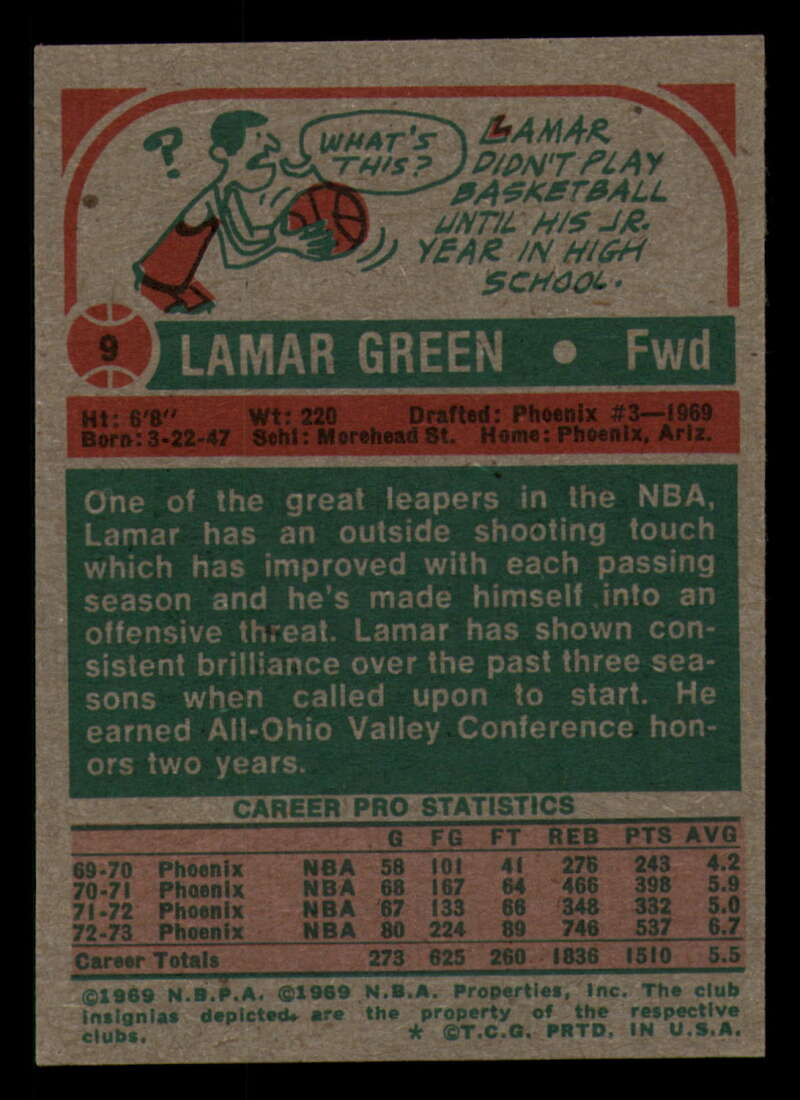 ?
WHAT'S
THIS?
LAMAR
DIDN'T PLAY
BASKETBALL
UNTIL HIS JR.
YEAR IN HIGH
SCHOOL.
9 LAMAR GREEN • Fwd
Ht: 6'8" Wt: 220 Drafted: Phoenix #3—1969
Born: 3-22-47 Schl: Morehead St. Home: Phoenix, Ariz.
One of the great leapers in the NBA,
Lamar has an outside shooting touch
which has improved with each passing
season and he's made himself into an
offensive threat. Lamar has shown con-
sistent brilliance over the past three sea-
sons when called upon to start. He
earned All-Ohio Valley Conference hon-
ors two years.
CAREER PRO STATISTICS
G FG FT REB PTS AVG
69-70 Phoenix NBA 58 101 41 276 243 4.2
70-71 Phoenix NBA 68 167 64 466 398 5.9
71-72 Phoenix NBA 67 133 66 348 332 5.0
72-73 Phoenix NBA 80 224 89 746 537 6.7
Career Totals 273 625 260 1836 1510 5.5
©1969 N.B.P.A. ©1969 N.B.A. Properties, Inc. The club
insignias depicted are the property of the respective
clubs. * ©T.C.G. PRTD. IN U.S.A.